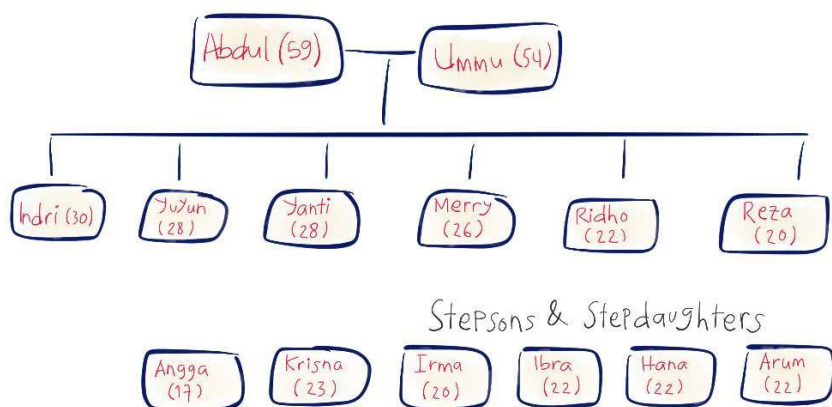 Abdul (59)
Ummu (54)
Indri (30)
Yuyun
(28)
Yanti
(28)
Merry
(26)
Ridho
(22)
Reza
(20)
Stepsons & Stepdaughters
Angga
(17)
Krisna
(23)
Irma
(20)
Ibra
(22)
Hana
(22)
Arum
(22)